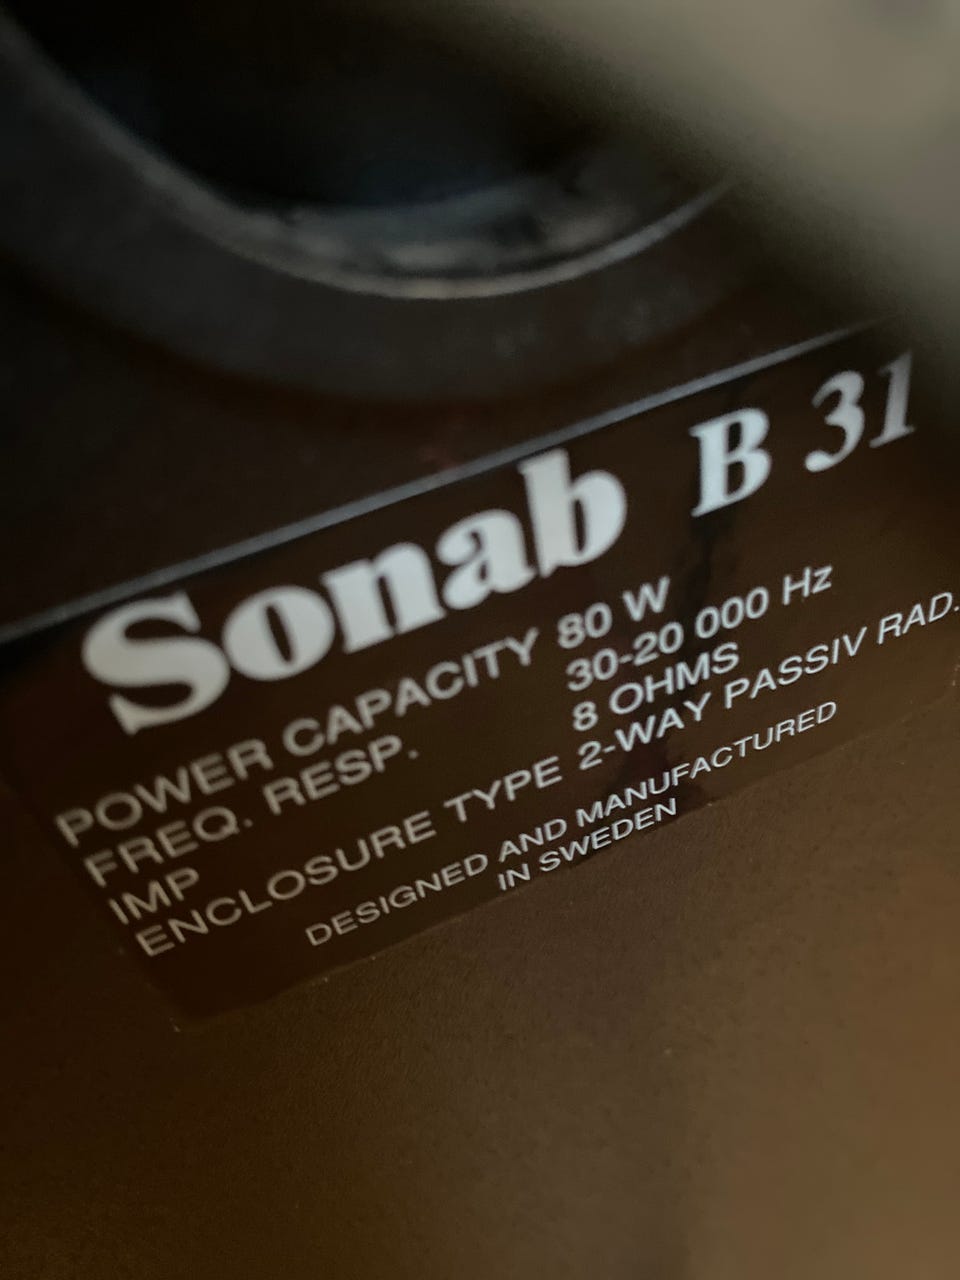 Sonab B 31
POWER CAPACITY 80 W
FREQ. RESP. 30-20 000 Hz
IMP 8 OHMS
ENCLOSURE TYPE 2-WAY PASSIV RAD.
DESIGNED AND MANUFACTURED
IN SWEDEN